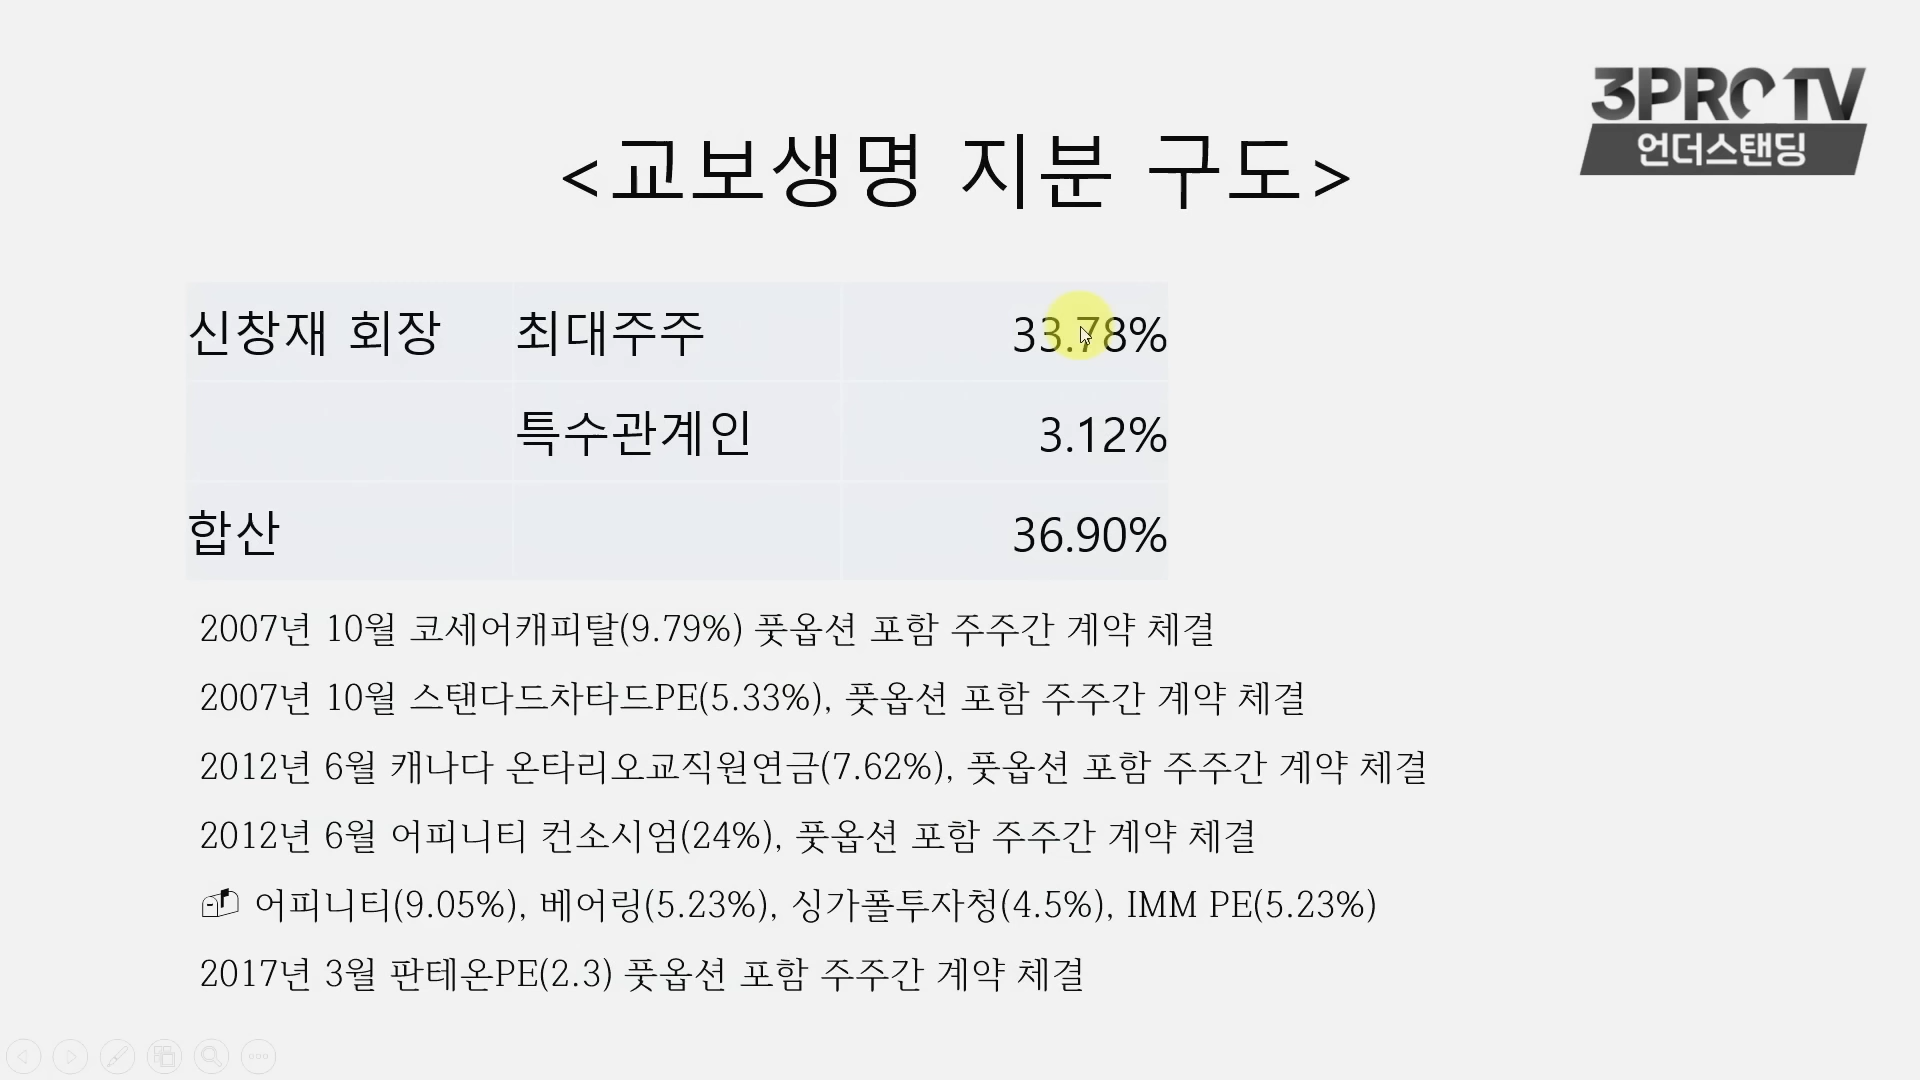 3PROTV
언더스탠딩
<교보생명 지분 구도>
신창재 회장 최대주주 33.78%
특수관계인 3.12%
합산 36.90%
2007년 10월 코세어캐피탈(9.79%) 풋옵션 포함 주주간 계약 체결
2007년 10월 스탠다드차타드PE(5.33%), 풋옵션 포함 주주간 계약 체결
2012년 6월 캐나다 온타리오교직원연금(7.62%), 풋옵션 포함 주주간 계약 체결
2012년 6월 어피니티 컨소시엄(24%), 풋옵션 포함 주주간 계약 체결
어피니티(9.05%), 베어링(5.23%), 싱가폴투자청(4.5%), IMM PE(5.23%)
2017년 3월 판테온PE(2.3) 풋옵션 포함 주주간 계약 체결